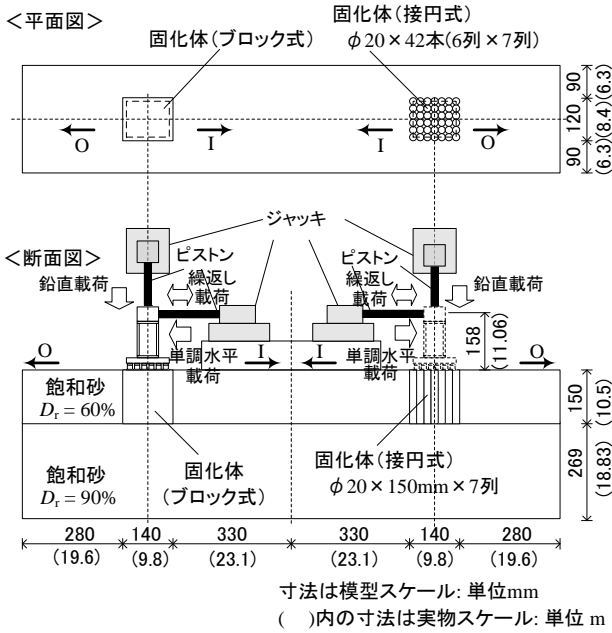 <平面図>
固化体(ブロック式)
固化体(接円式)
φ20×42本(6列×7列)
O
I
I
O
90
(6.3)
120
(8.4)
90
(6.3)
<断面図>
ジャッキ
ピストン
繰返し
載荷
鉛直載荷
ピストン
繰返し
載荷
鉛直載荷
158
(11.06)
O
単調水平
載荷
I
I
単調水平
載荷
O
飽和砂
Dr = 60%
150
(10.5)
固化体
(ブロック式)
固化体(接円式)
φ20×150mm×7列
飽和砂
Dr = 90%
269
(18.83)
280 140 330 330 140 280
(19.6) (9.8) (23.1) (23.1) (9.8) (19.6)
寸法は模型スケール: 単位mm
( )内の寸法は実物スケール: 単位 m